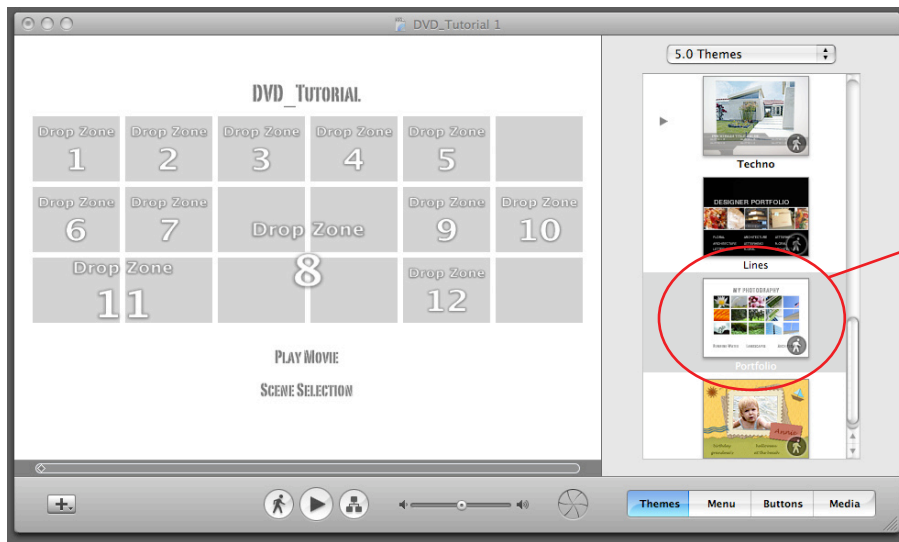 DVD_Tutorial 1
5.0 Themes
DVD_Tutorial
Drop Zone 1
Drop Zone 2
Drop Zone 3
Drop Zone 4
Drop Zone 5
Drop Zone 6
Drop Zone 7
Drop Zone 8
Drop Zone 9
Drop Zone 10
Drop Zone 11
Drop Zone 12
Play Movie
Scene Selection
Techno
DESIGNER PORTFOLIO
Lines
MY PHOTOGRAPHY
Portfolio
Annie
Themes
Menu
Buttons
Media